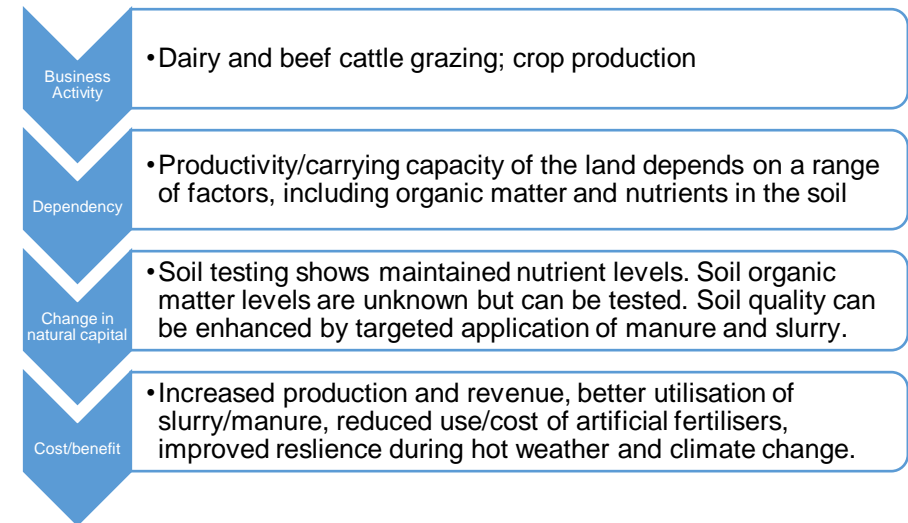 Business
Activity
•Dairy and beef cattle grazing; crop production
Dependency
•Productivity/carrying capacity of the land depends on a range
of factors, including organic matter and nutrients in the soil
Change in
natural capital
•Soil testing shows maintained nutrient levels. Soil organic
matter levels are unknown but can be tested. Soil quality can
be enhanced by targeted application of manure and slurry.
Cost/benefit
•Increased production and revenue, better utilisation of
slurry/manure, reduced use/cost of artificial fertilisers,
improved reslience during hot weather and climate change.